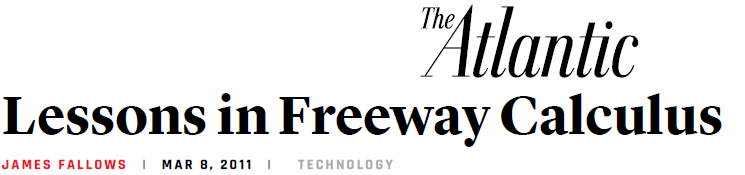 The Atlantic
Lessons in Freeway Calculus
JAMES FALLOWS | MAR 8, 2011 | TECHNOLOGY